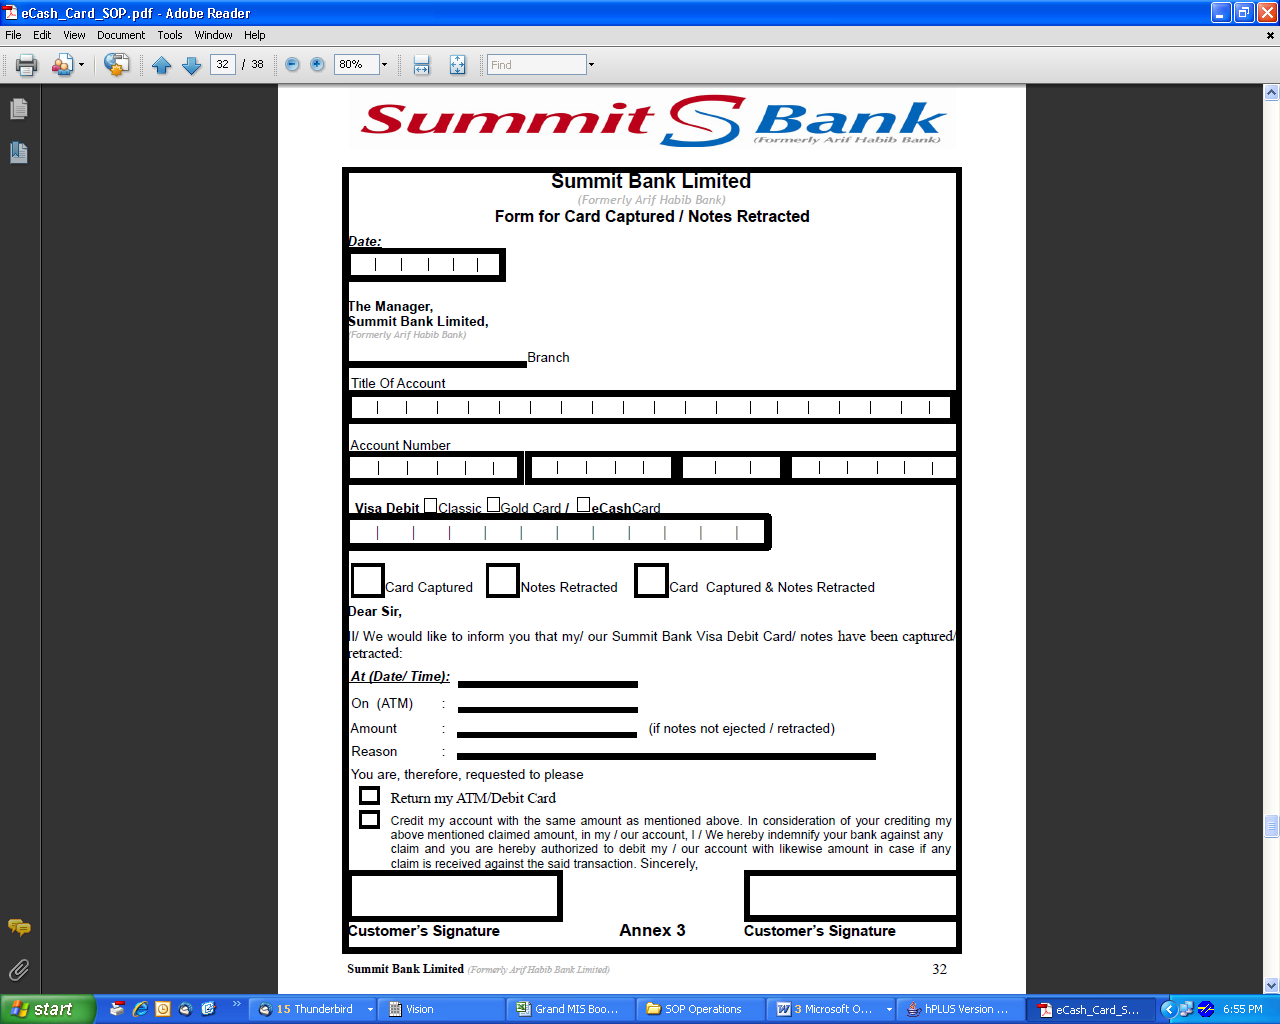 eCash_Card_SOP.pdf - Adobe Reader
File Edit View Document Tools Window Help
32 / 38 80% Find
Summit S Bank
(Formerly Arif Habib Bank)
Summit Bank Limited
(Formerly Arif Habib Bank)
Form for Card Captured / Notes Retracted
Date:
The Manager,
Summit Bank Limited,
(Formerly Arif Habib Bank)
Branch
Title Of Account
Account Number
Visa Debit Classic Gold Card / eCashCard
Card Captured Notes Retracted Card Captured & Notes Retracted
Dear Sir,
II/ We would like to inform you that my/ our Summit Bank Visa Debit Card/ notes have been captured/
retracted:
At (Date/ Time):
On (ATM) :
Amount : (if notes not ejected / retracted)
Reason :
You are, therefore, requested to please
Return my ATM/Debit Card
Credit my account with the same amount as mentioned above. In consideration of your crediting my
above mentioned claimed amount, in my / our account, I / We hereby indemnify your bank against any
claim and you are hereby authorized to debit my / our account with likewise amount in case if any
claim is received against the said transaction. Sincerely,
Customer's Signature Annex 3 Customer's Signature
Summit Bank Limited (Formerly Arif Habib Bank Limited) 32
start 15 Thunderbird Vision Grand MIS Boo... SOP Operations 3 Microsoft O... hPLUS Version ... eCash_Card_S... 6:55 PM